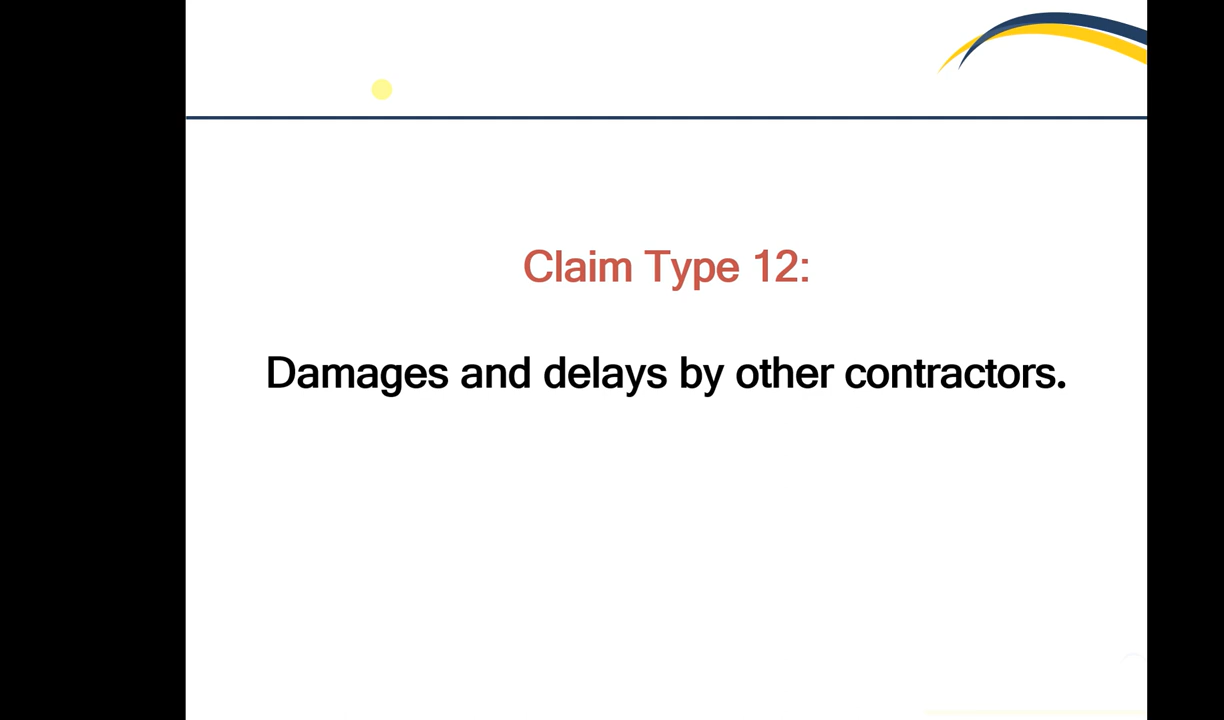 Claim Type 12:
Damages and delays by other contractors.